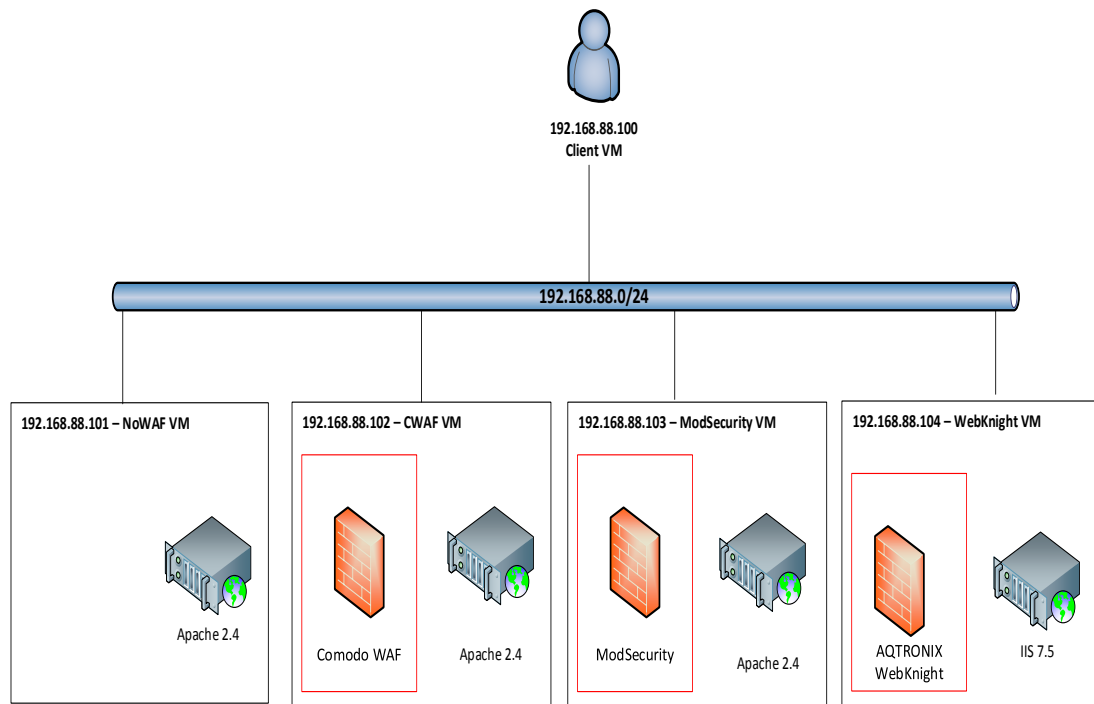 192.168.88.100
Client VM
192.168.88.0/24
192.168.88.101 – NoWAF VM
Apache 2.4
192.168.88.102 – CWAF VM
Comodo WAF
Apache 2.4
192.168.88.103 – ModSecurity VM
ModSecurity
Apache 2.4
192.168.88.104 – WebKnight VM
AQTRONIX
WebKnight
IIS 7.5